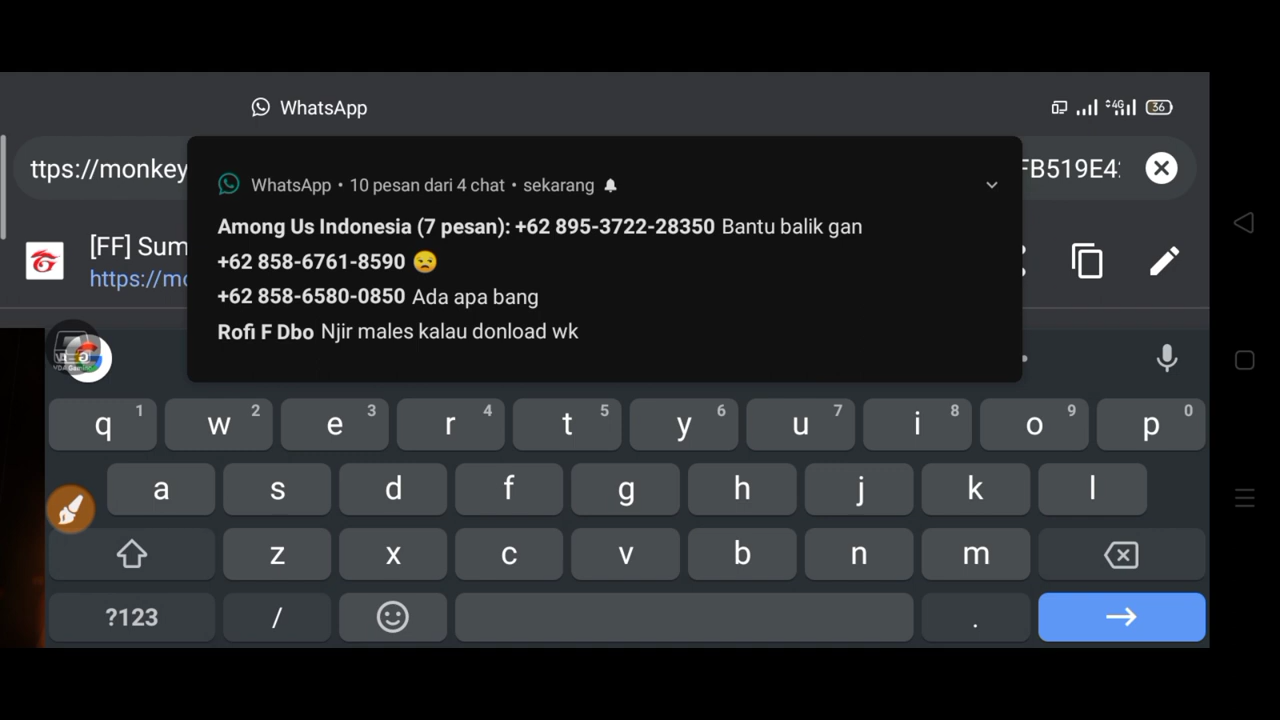 WhatsApp
4G
36
ttps://monkey
FB519E4
WhatsApp • 10 pesan dari 4 chat • sekarang
[FF] Sum
https://mo
Among Us Indonesia (7 pesan): +62 895-3722-28350 Bantu balik gan
+62 858-6761-8590 😒
+62 858-6580-0850 Ada apa bang
Rofi F Dbo Njir males kalau donload wk
q 1 w 2 e 3 r 4 t 5 y 6 u 7 i 8 o 9 p 0
a s d f g h j k l
z x c v b n m
?123 / .